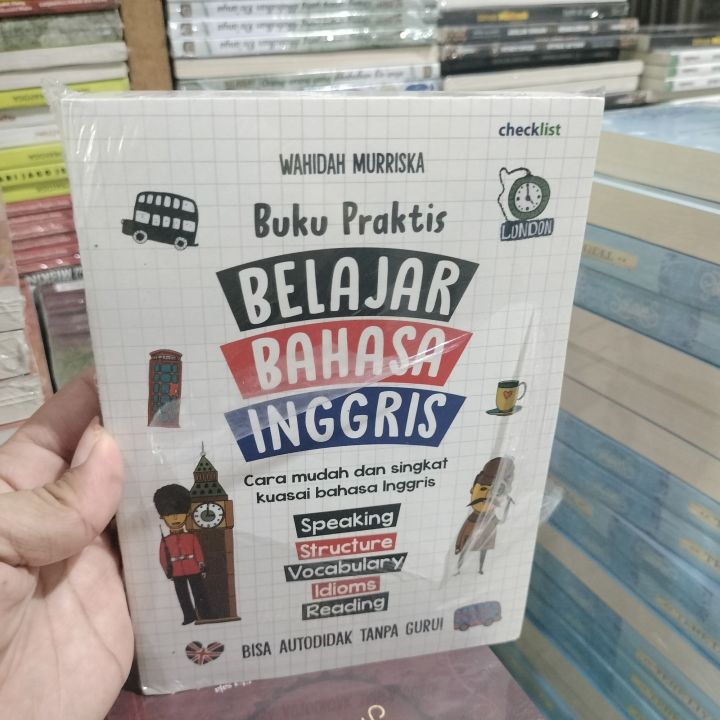 checklist
WAHIDAH MURRISKA
LONDON
Buku Praktis
BELAJAR
BAHASA
INGGRIS
Cara mudah dan singkat
kuasai bahasa Inggris
Speaking
Structure
Vocabulary
Idioms
Reading
BISA AUTODIDAK TANPA GURU!